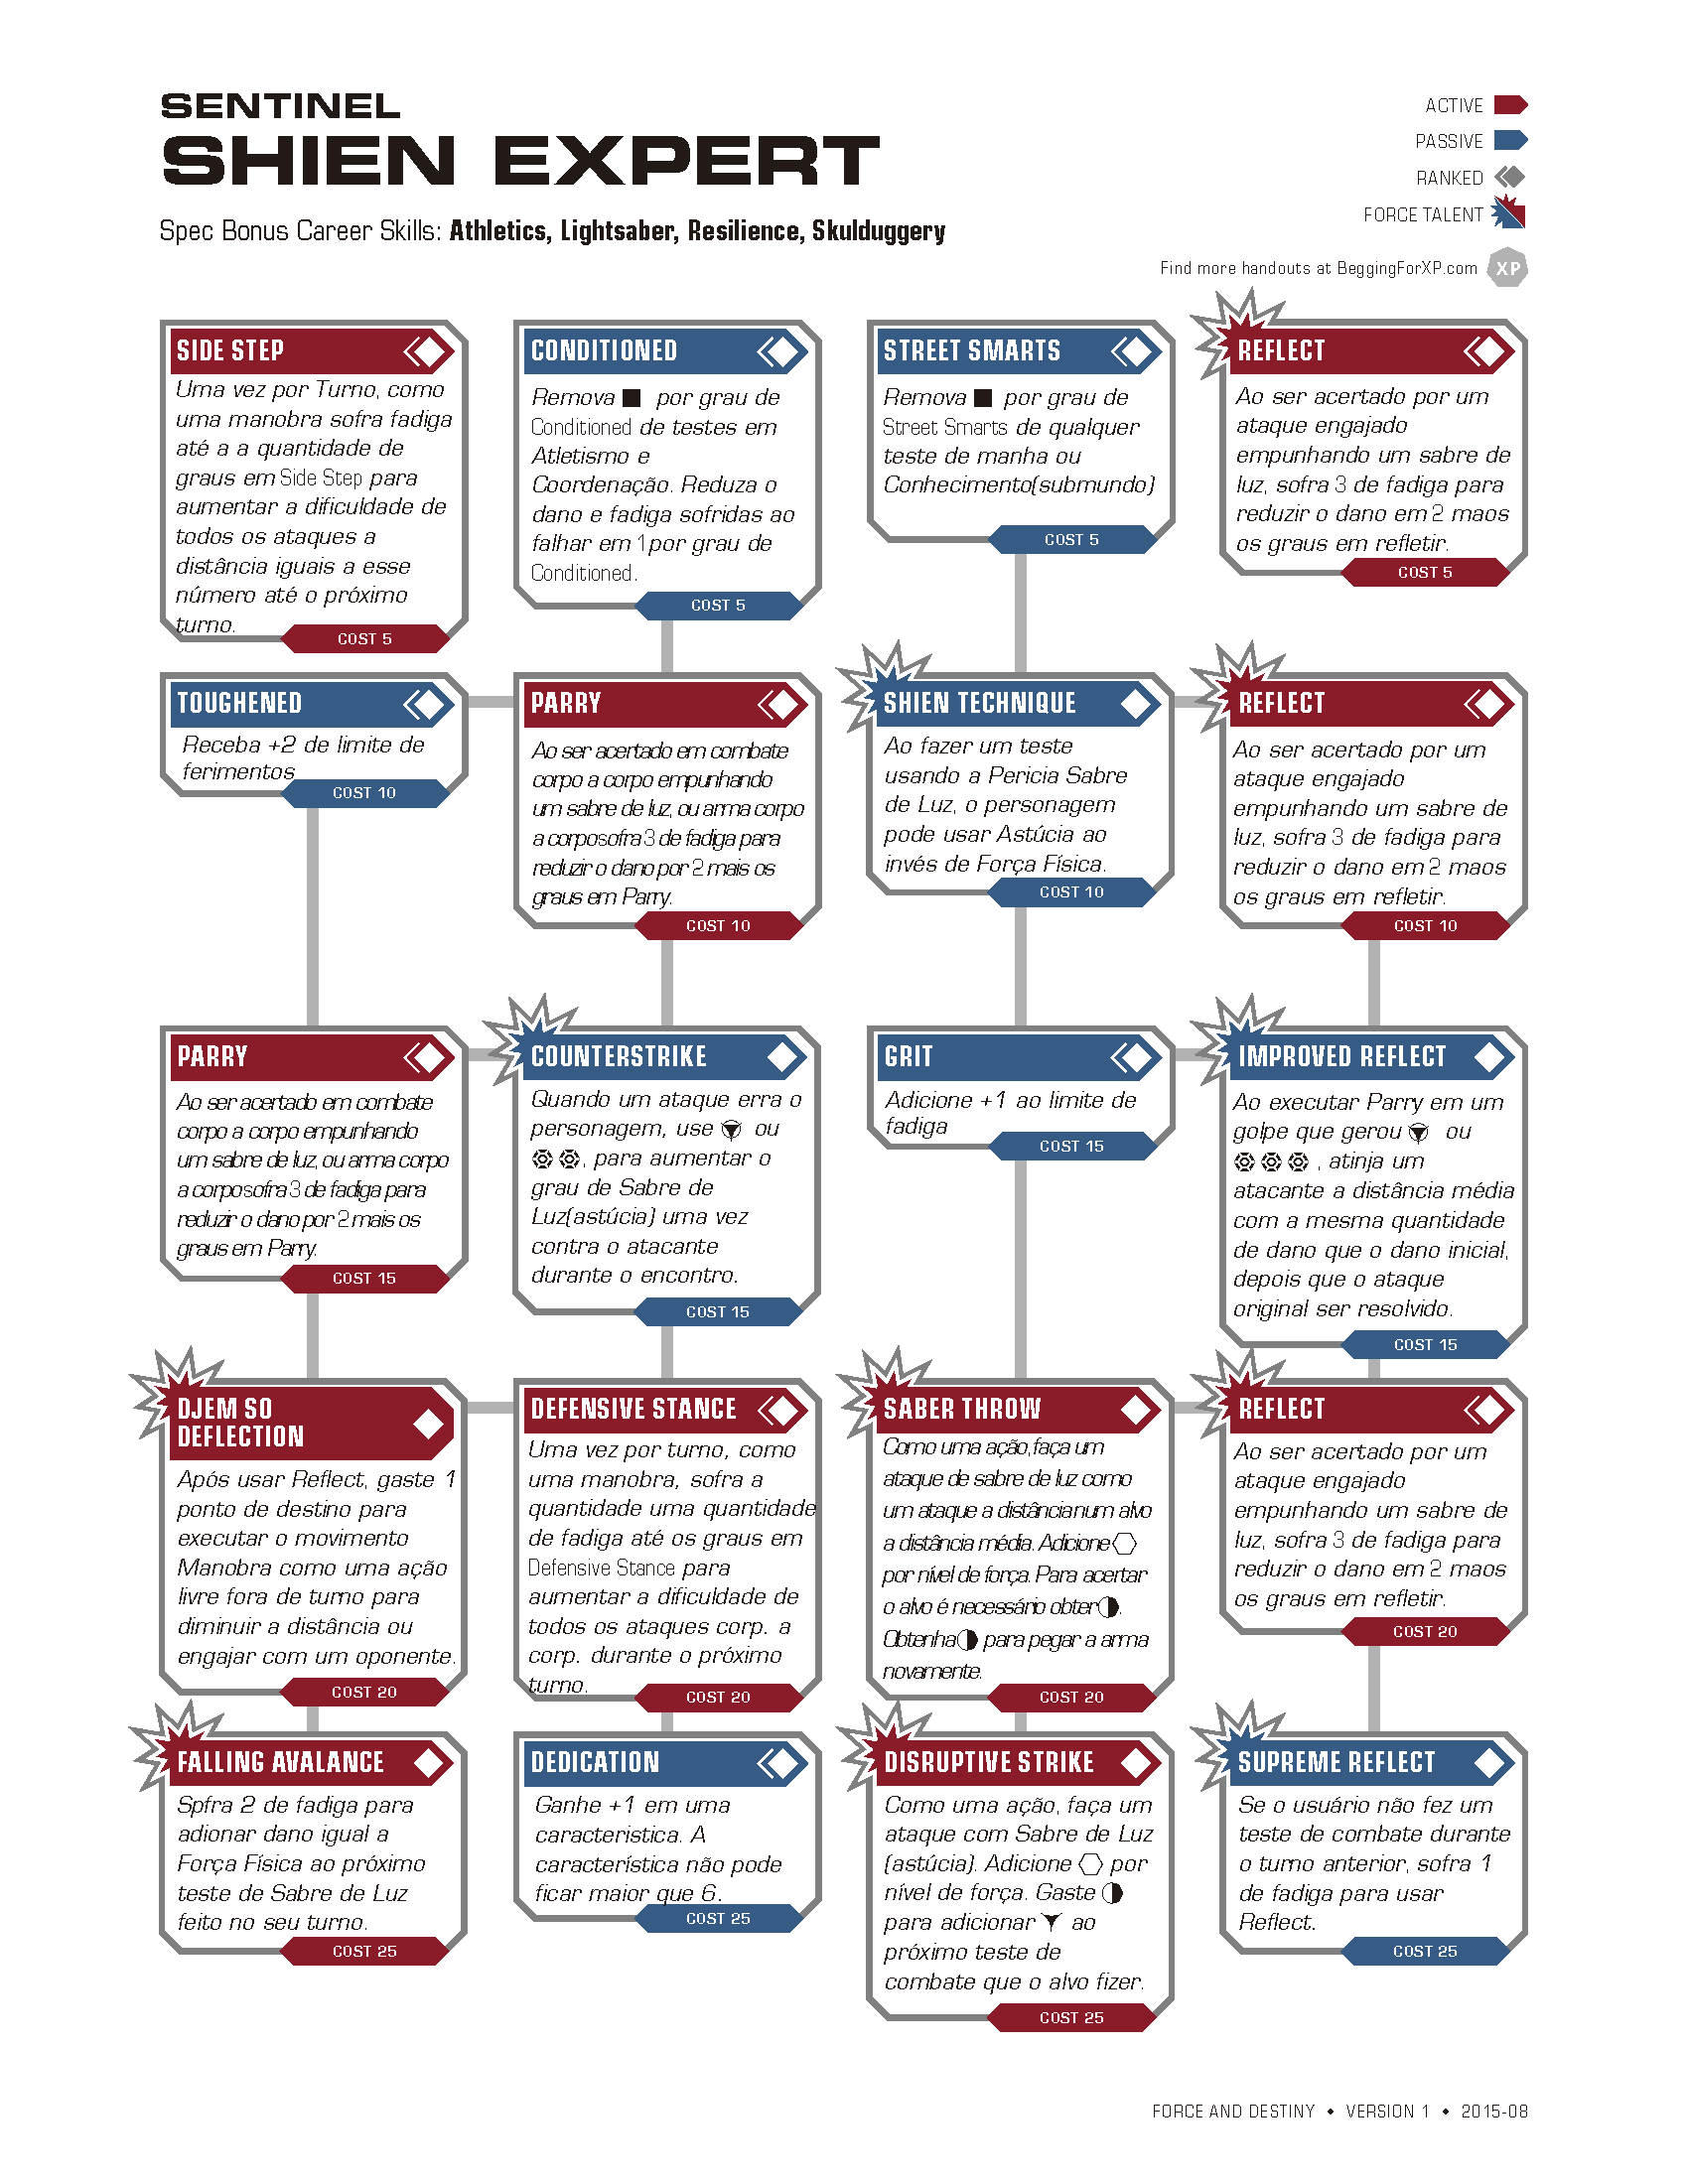 SENTINEL
SHIEN EXPERT
Spec Bonus Career Skills: Athletics, Lightsaber, Resilience, Skulduggery
ACTIVE
PASSIVE
RANKED
FORCE TALENT
Find more handouts at BeggingForXP.com XP
SIDE STEP
Uma vez por Turno, como
uma manobra sofra fadiga
até a a quantidade de
graus em Side Step para
aumentar a dificuldade de
todos os ataques a
distância iguais a esse
número até o próximo
turno.
COST 5
CONDITIONED
Remova ■ por grau de
Conditioned de testes em
Atletismo e
Coordenação. Reduza o
dano e fadiga sofridas ao
falhar em 1por grau de
Conditioned.
COST 5
STREET SMARTS
Remova ■ por grau de
Street Smarts de qualquer
teste de manha ou
Conhecimento(submundo)
COST 5
REFLECT
Ao ser acertado por um
ataque engajado
empunhando um sabre de
luz, sofra 3 de fadiga para
reduzir o dano em 2 maos
os graus em refletir.
COST 5
TOUGHENED
Receba +2 de limite de
ferimentos
COST 10
PARRY
Ao ser acertado em combate
corpo a corpo empunhando
um sabre de luz, ou arma corpo
a corposofra 3 de fadiga para
reduzir o dano por 2 mais os
graus em Parry.
COST 10
SHIEN TECHNIQUE
Ao fazer um teste
usando a Pericia Sabre
de Luz, o personagem
pode usar Astúcia ao
invés de Força Física.
COST 10
REFLECT
Ao ser acertado por um
ataque engajado
empunhando um sabre de
luz, sofra 3 de fadiga para
reduzir o dano em 2 maos
os graus em refletir.
COST 10
PARRY
Ao ser acertado em combate
corpo a corpo empunhando
um sabre de luz, ou arma corpo
a corposofra 3 de fadiga para
reduzir o dano por 2 mais os
graus em Parry.
COST 15
COUNTERSTRIKE
Quando um ataque erra o
personagem, use ou
, para aumentar o
grau de Sabre de
Luz(astúcia) uma vez
contra o atacante
durante o encontro.
COST 15
GRIT
Adicione +1 ao limite de
fadiga
COST 15
IMPROVED REFLECT
Ao executar Parry em um
golpe que gerou ou
, atinja um
atacante a distância média
com a mesma quantidade
de dano que o dano inicial,
depois que o ataque
original ser resolvido.
COST 15
DJEM SO
DEFLECTION
Após usar Reflect, gaste 1
ponto de destino para
executar o movimento
Manobra como uma ação
livre fora de turno para
diminuir a distância ou
engajar com um oponente.
COST 20
DEFENSIVE STANCE
Uma vez por turno, como
uma manobra, sofra a
quantidade uma quantidade
de fadiga até os graus em
Defensive Stance para
aumentar a dificuldade de
todos os ataques corp. a
corp. durante o próximo
turno.
COST 20
SABER THROW
Como uma ação,faça um
ataque de sabre de luz como
um ataque a distâncianum alvo
a distância média. Adicione
por nível de força. Para acertar
o alvo é necessário obter .
Obtenha para pegar a arma
novamente.
COST 20
REFLECT
Ao ser acertado por um
ataque engajado
empunhando um sabre de
luz, sofra 3 de fadiga para
reduzir o dano em 2 maos
os graus em refletir.
COST 20
FALLING AVALANCE
Spfra 2 de fadiga para
adionar dano igual a
Força Física ao próximo
teste de Sabre de Luz
feito no seu turno.
COST 25
DEDICATION
Ganhe +1 em uma
caracteristica. A
característica não pode
ficar maior que 6.
COST 25
DISRUPTIVE STRIKE
Como uma ação, faça um
ataque com Sabre de Luz
(astúcia). Adicione por
nível de força. Gaste
para adicionar ao
próximo teste de
combate que o alvo fizer.
COST 25
SUPREME REFLECT
Se o usuário não fez um
teste de combate durante
o turno anterior, sofra 1
de fadiga para usar
Reflect.
COST 25
FORCE AND DESTINY • VERSION 1 • 2015-08